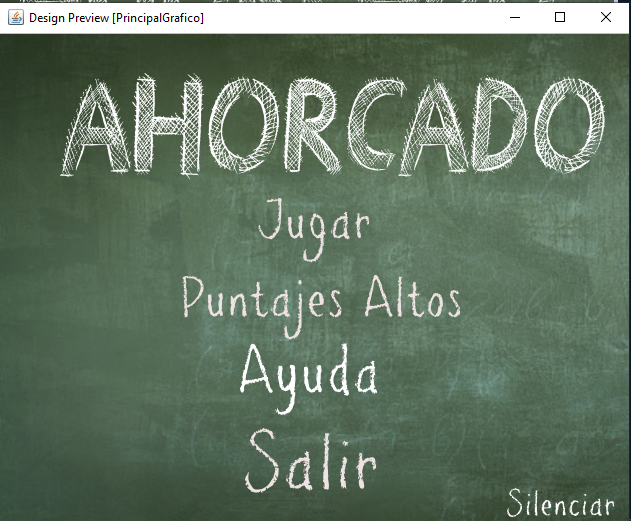 Design Preview [PrincipalGrafico]
AHORCADO
Jugar
Puntajes Altos
Ayuda
Salir
Silenciar